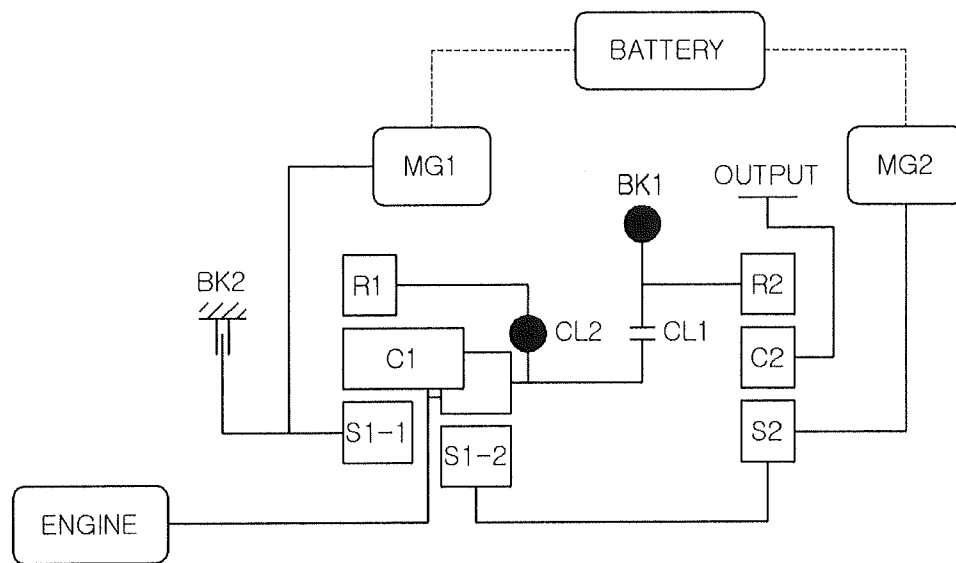 BATTERY
MG1
MG2
BK1
OUTPUT
BK2
R1
R2
CL2
CL1
C1
C2
S1-1
S2
S1-2
ENGINE